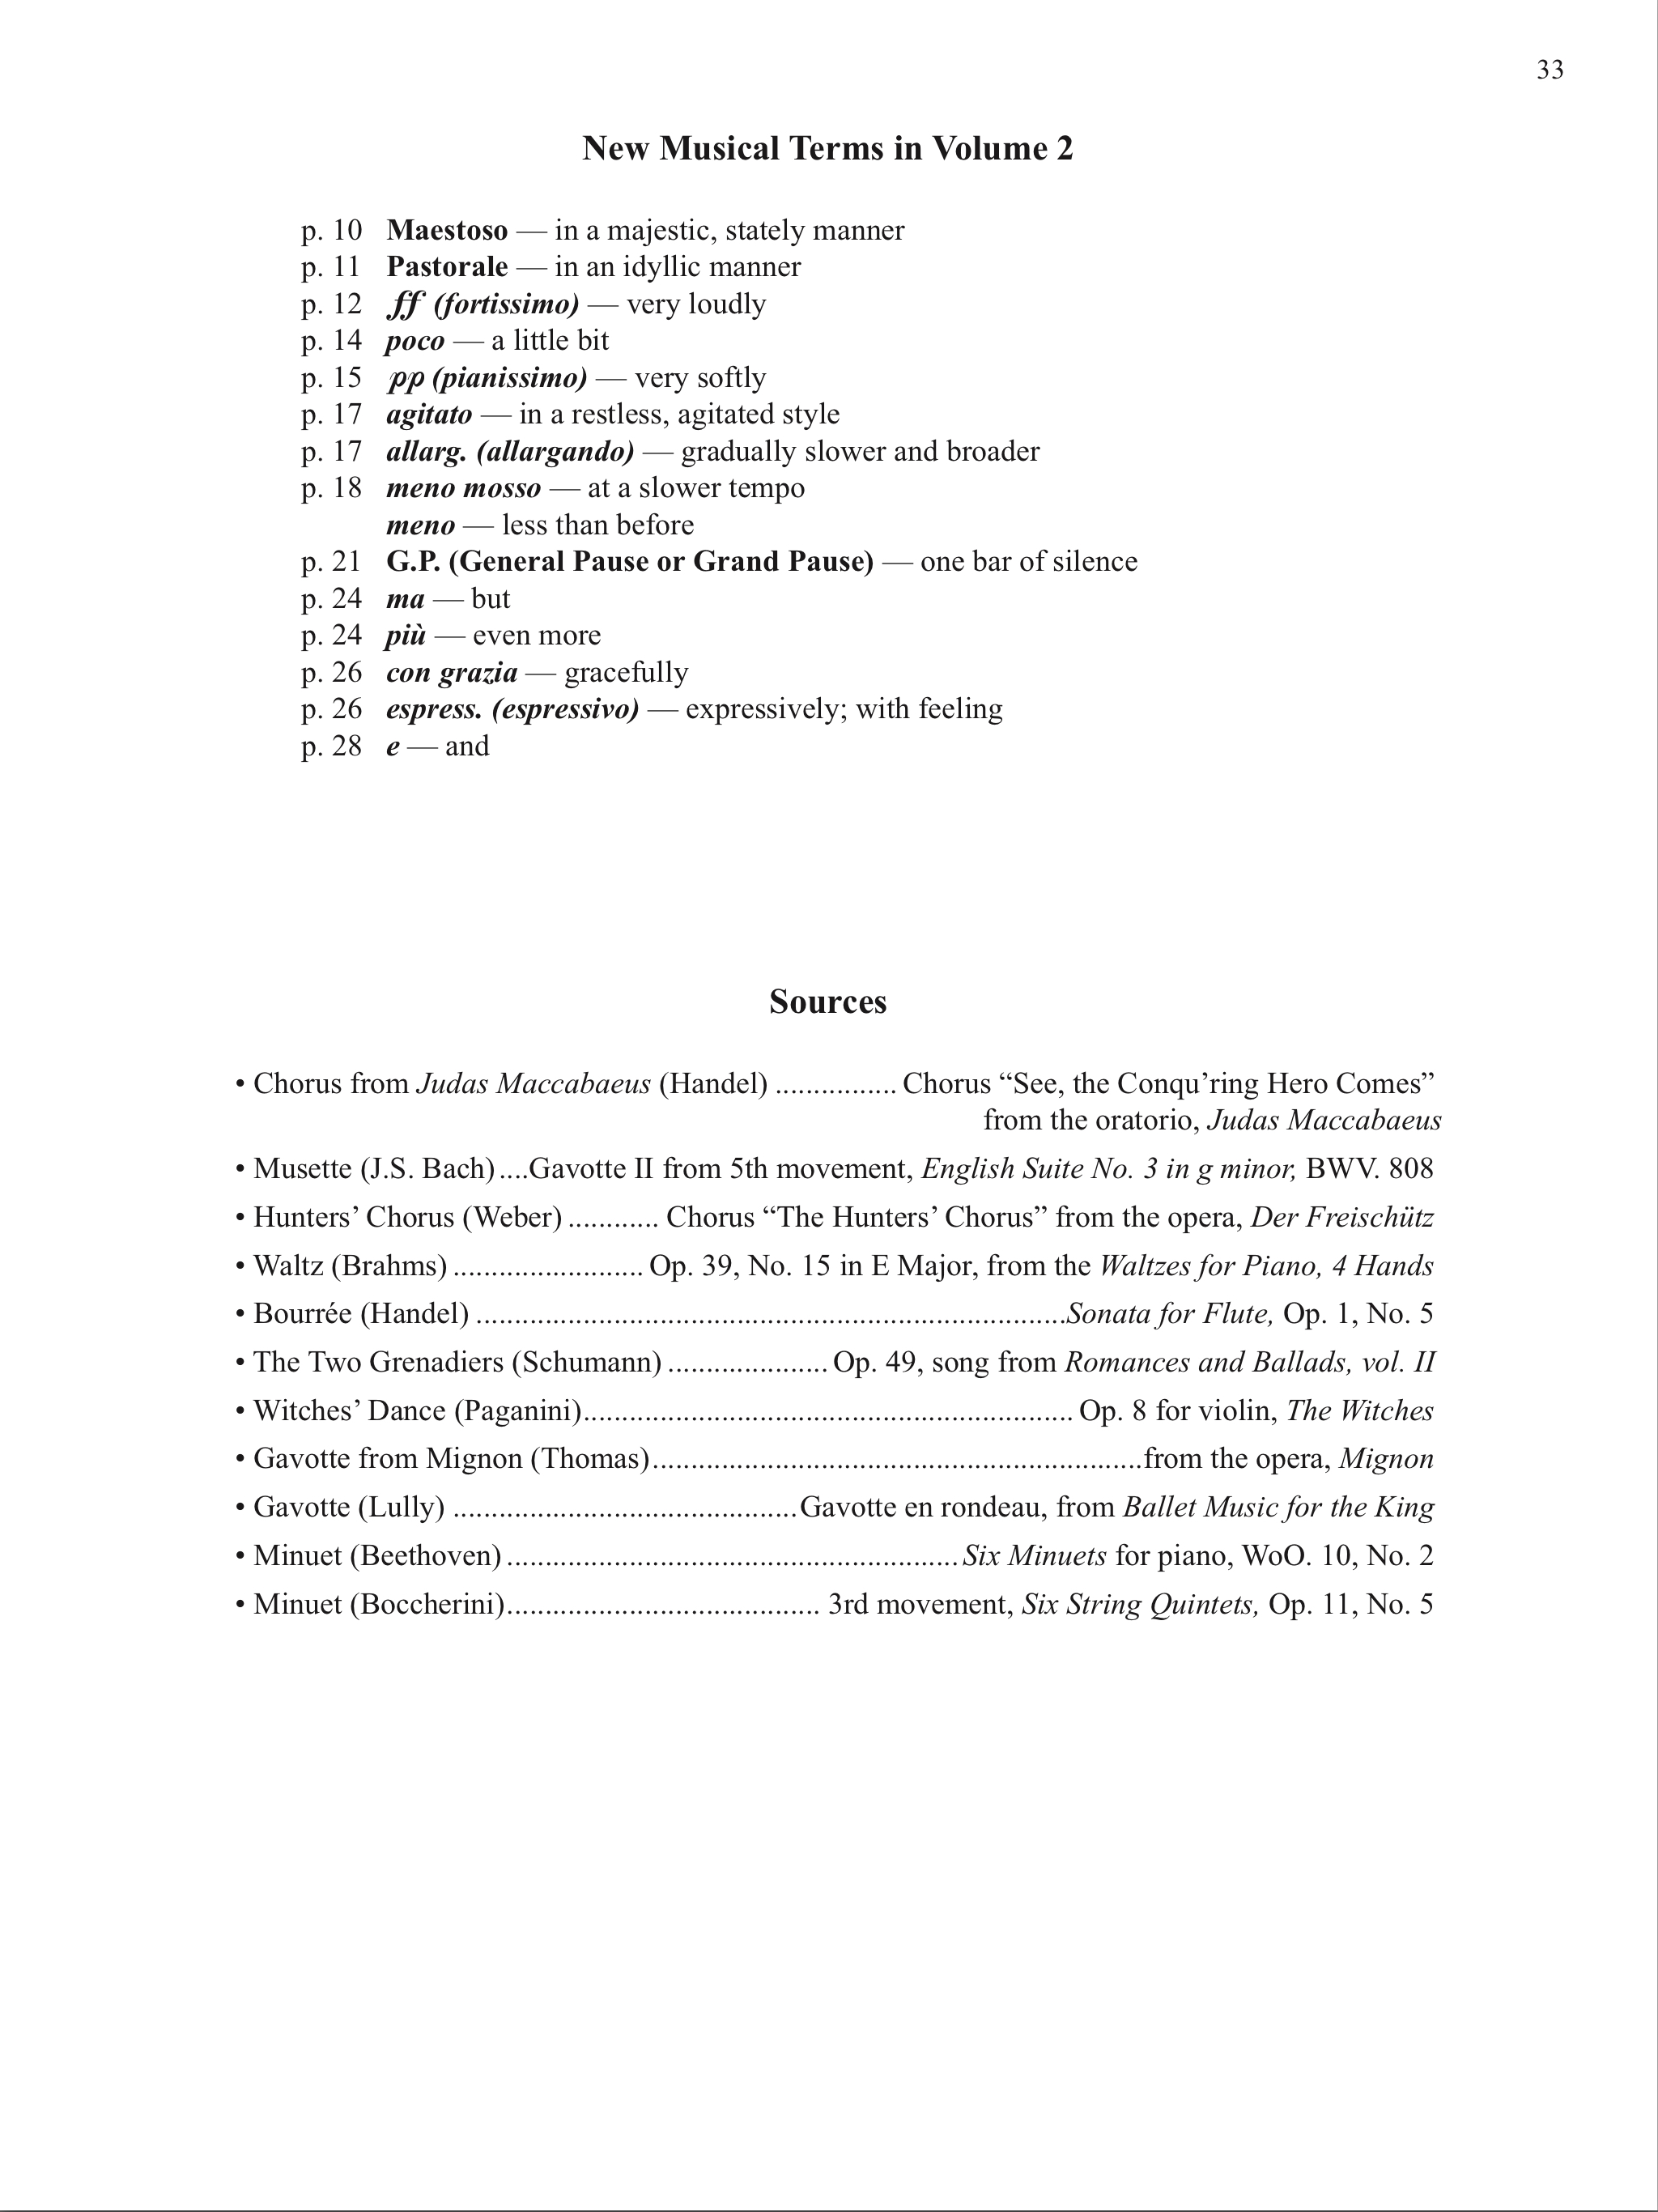 33
New Musical Terms in Volume 2
p. 10 Maestoso — in a majestic, stately manner
p. 11 Pastorale — in an idyllic manner
p. 12 ff (fortissimo) — very loudly
p. 14 poco — a little bit
p. 15 pp (pianissimo) — very softly
p. 17 agitato — in a restless, agitated style
p. 17 allarg. (allargando) — gradually slower and broader
p. 18 meno mosso — at a slower tempo
meno — less than before
p. 21 G.P. (General Pause or Grand Pause) — one bar of silence
p. 24 ma — but
p. 24 più — even more
p. 26 con grazia — gracefully
p. 26 espress. (espressivo) — expressively; with feeling
p. 28 e — and
Sources
• Chorus from Judas Maccabaeus (Handel) ................ Chorus “See, the Conqu’ring Hero Comes”
from the oratorio, Judas Maccabaeus
• Musette (J.S. Bach)....Gavotte II from 5th movement, English Suite No. 3 in g minor, BWV. 808
• Hunters’ Chorus (Weber)............ Chorus “The Hunters’ Chorus” from the opera, Der Freischütz
• Waltz (Brahms)......................... Op. 39, No. 15 in E Major, from the Waltzes for Piano, 4 Hands
• Bourrée (Handel) .............................................................................Sonata for Flute, Op. 1, No. 5
• The Two Grenadiers (Schumann)..................... Op. 49, song from Romances and Ballads, vol. II
• Witches’ Dance (Paganini)................................................................ Op. 8 for violin, The Witches
• Gavotte from Mignon (Thomas)................................................................from the opera, Mignon
• Gavotte (Lully) .............................................Gavotte en rondeau, from Ballet Music for the King
• Minuet (Beethoven)...........................................................Six Minuets for piano, WoO. 10, No. 2
• Minuet (Boccherini)......................................... 3rd movement, Six String Quintets, Op. 11, No. 5